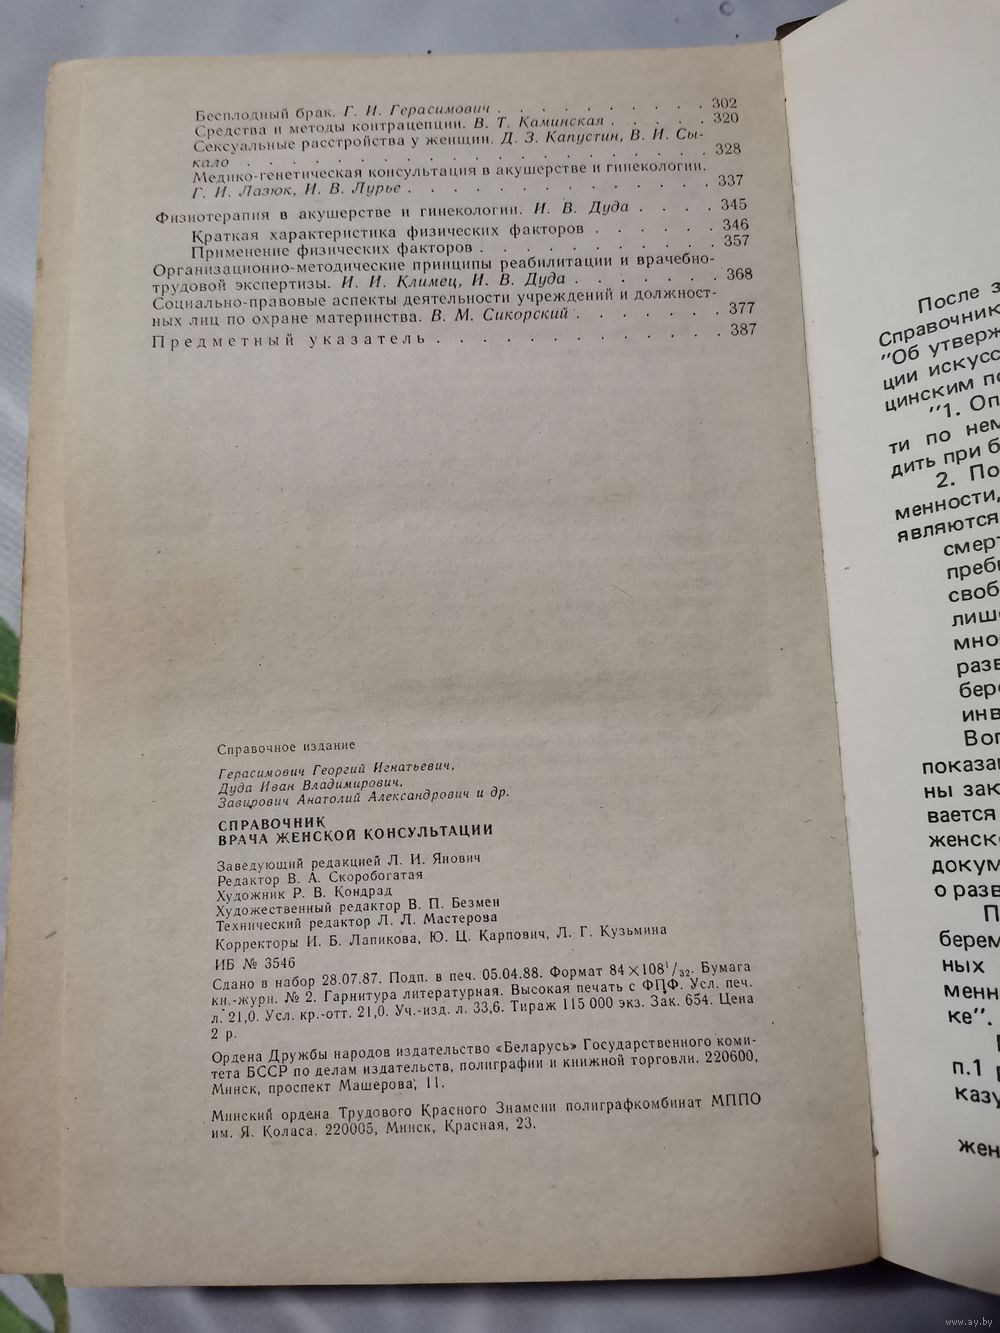 Бесплодный брак. Г. И. Герасимович . . . . . . . . . . 302
Средства и методы контрацепции. В. Т. Каминская . . . . . 320
Сексуальные расстройства у женщин. Д. З. Капустин, В. И. Сы-
кало . . . . . . . . . . . . . . . . . . 328
Медико-генетическая консультация в акушерстве и гинекологии.
Г. И. Лазюк, И. В. Лурье . . . . . . . . . . . . . 337
Физиотерапия в акушерстве и гинекологии. И. В. Дуда . . . . 345
Краткая характеристика физических факторов . . . . . . 346
Применение физических факторов . . . . . . . . . . 357
Организационно-методические принципы реабилитации и врачебно-
трудовой экспертизы. И. И. Климец, И. В. Дуда . . . . . . . 368
Социально-правовые аспекты деятельности учреждений и должност-
ных лиц по охране материнства. В. М. Сикорский . . . . . . 377
Предметный указатель . . . . . . . . . . . . 387
Справочное издание
Герасимович Георгий Игнатьевич,
Дуда Иван Владимирович,
Завирович Анатолий Александрович и др.
СПРАВОЧНИК
ВРАЧА ЖЕНСКОЙ КОНСУЛЬТАЦИИ
Заведующий редакцией Л. И. Янович
Редактор В. А. Скоробогатая
Художник Р. В. Кондрад
Художественный редактор В. П. Безмен
Технический редактор Л. Л. Мастерова
Корректоры И. Б. Лапикова, Ю. Ц. Карпович, Л. Г. Кузьмина
ИБ № 3546
Сдано в набор 28.07.87. Подп. в печ. 05.04.88. Формат 84×108¹/₃₂. Бумага
кн.-журн. № 2. Гарнитура литературная. Высокая печать с ФПФ. Усл. печ.
л. 21,0. Усл. кр.-отт. 21,0. Уч.-изд. л. 33,6. Тираж 115 000 экз. Зак. 654. Цена
2 р.
Ордена Дружбы народов издательство «Беларусь» Государственного коми-
тета БССР по делам издательств, полиграфии и книжной торговли. 220600,
Минск, проспект Машерова, 11.
Минский ордена Трудового Красного Знамени полиграфкомбинат МППО
им. Я. Коласа. 220005, Минск, Красная, 23.
После з
Справочник
"Об утверж
ции искусс
цинским по
"1. Оп
ти по нем
дить при б
2. По
менности,
являются
смерт
пребы
свобо
лише
мно
разв
бере
инв
Воп
показа
ны зак
вается
женско
докум
о разв
П
берем
ных
менн
ке".
п.1
казу
жен
www.ay.by